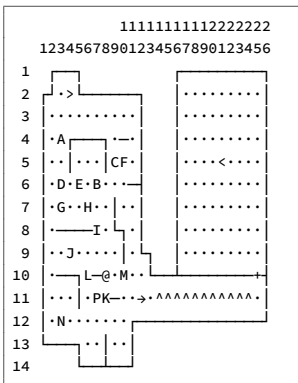 11111111112222222
12345678901234567890123456
1  ┌──┐          ┌─────────┐
2 ┌┘·>└──────┐   │·········│
3 │··········│   │·········│
4 │·A┌───┐·─·│   │·········│
5 │··│···│CF·│   │····<····│
6 │·D·E·B···─┤   │·········│
7 │·G··H··│··│   │·········│
8 │·────I·└┐·│   │·········│
9 │··J·····│·└┐  │·········│
10 │·──┐L─@·M··└──┴────────+┤
11 │···│·PK─··→·^^^^^^^^^^^·│
12 │·N·······┌──────────────┘
13 └───┐··│··│
14     └──┴──┘